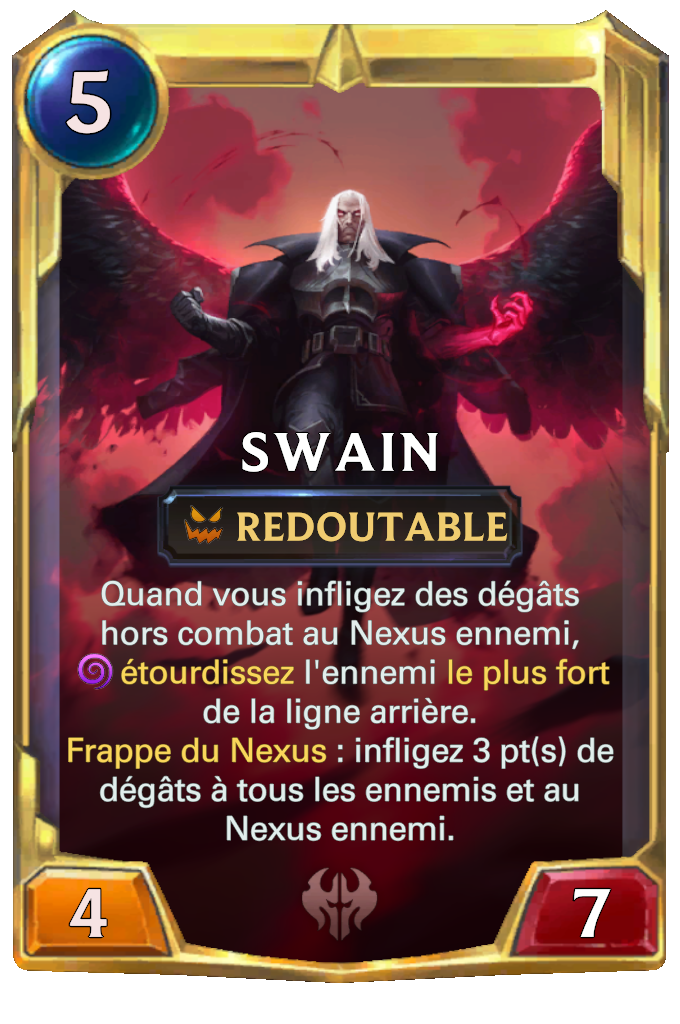 5
SWAIN
REDOUTABLE
Quand vous infligez des dégâts
hors combat au Nexus ennemi,
étourdissez l'ennemi le plus fort
de la ligne arrière.
Frappe du Nexus : infligez 3 pt(s) de
dégâts à tous les ennemis et au
Nexus ennemi.
4
7